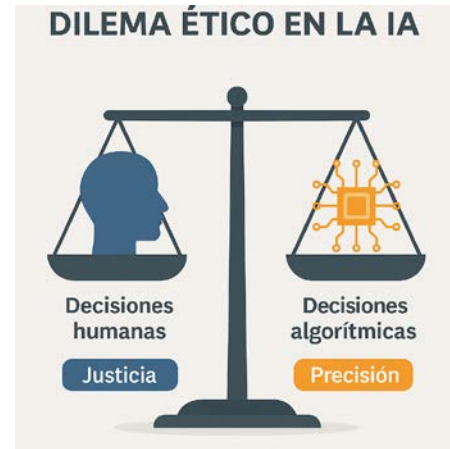 DILEMA ÉTICO EN LA IA
Decisiones
humanas
Justicia
Decisiones
algorítmicas
Precisión